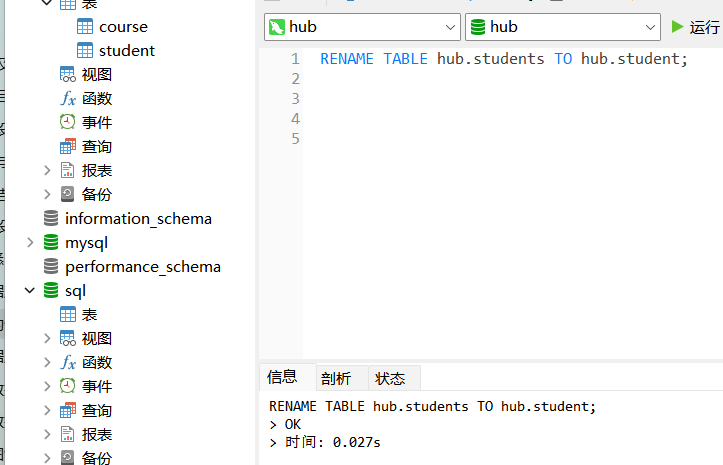 表
course
student
视图
函数
事件
查询
报表
备份
information_schema
mysql
performance_schema
sql
表
视图
函数
事件
查询
报表
备份
hub
hub
运行
1 RENAME TABLE hub.students TO hub.student;
2
3
4
5
信息 剖析 状态
RENAME TABLE hub.students TO hub.student;
> OK
> 时间: 0.027s